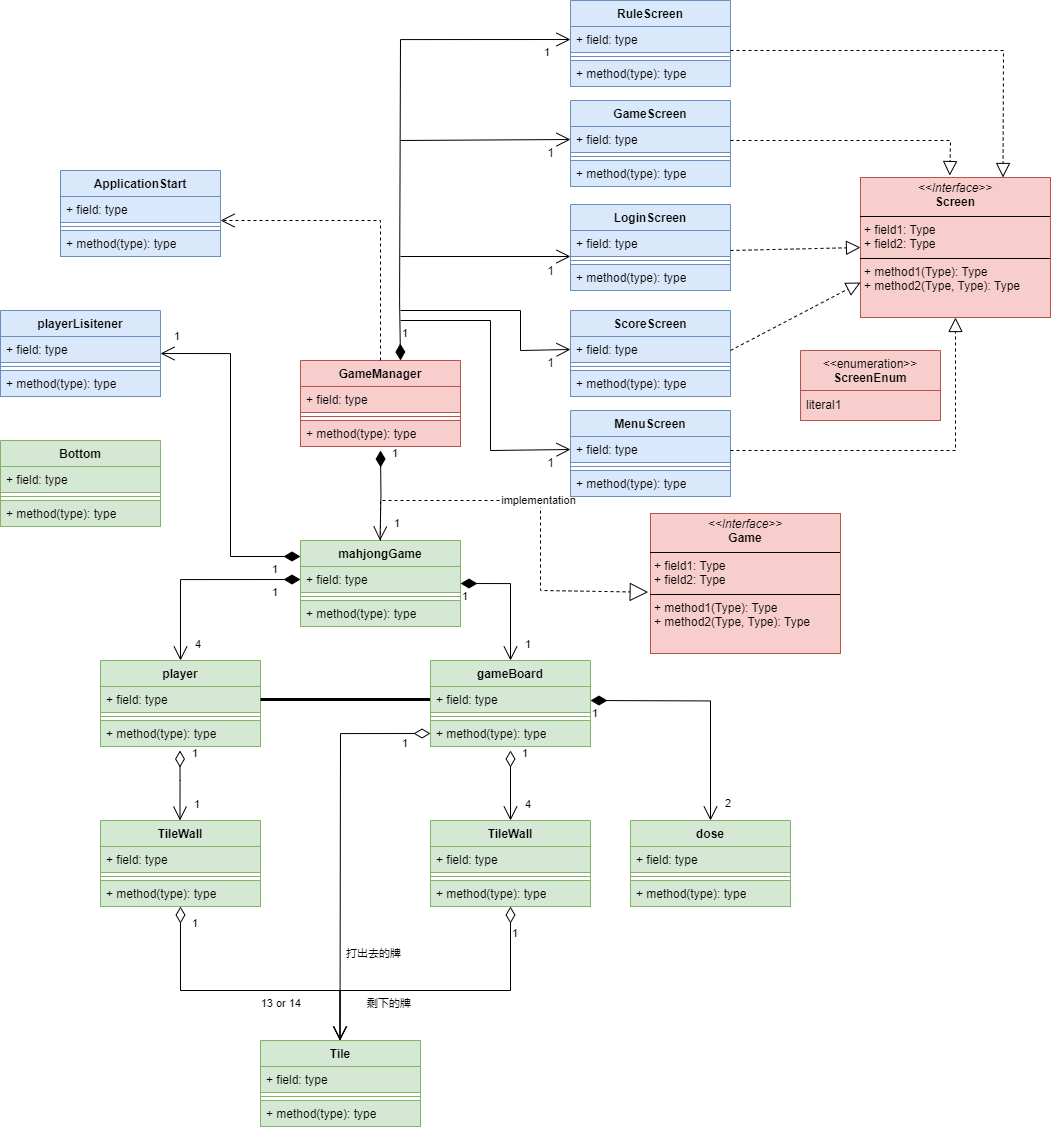 RuleScreen
+ field: type
+ method(type): type
1
GameScreen
+ field: type
+ method(type): type
1
ApplicationStart
+ field: type
+ method(type): type
<<Interface>>
Screen
+ field1: Type
+ field2: Type
+ method1(Type): Type
+ method2(Type, Type): Type
LoginScreen
+ field: type
+ method(type): type
1
playerLisitener
+ field: type
+ method(type): type
1
1
ScoreScreen
+ field: type
+ method(type): type
1
<<enumeration>>
ScreenEnum
literal1
GameManager
+ field: type
+ method(type): type
1
MenuScreen
+ field: type
+ method(type): type
1
Bottom
+ field: type
+ method(type): type
implementation
1
<<Interface>>
Game
+ field1: Type
+ field2: Type
+ method1(Type): Type
+ method2(Type, Type): Type
mahjongGame
+ field: type
+ method(type): type
1
1
1
4
1
player
+ field: type
+ method(type): type
1
gameBoard
+ field: type
+ method(type): type
1
1
1
1
4
2
TileWall
+ field: type
+ method(type): type
1
TileWall
+ field: type
+ method(type): type
1
dose
+ field: type
+ method(type): type
打出去的牌
13 or 14
剩下的牌
Tile
+ field: type
+ method(type): type